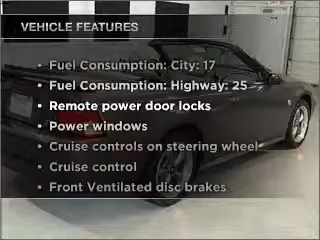 VEHICLE FEATURES
• Fuel Consumption: City: 17
• Fuel Consumption: Highway: 25
• Remote power door locks
• Power windows
• Cruise controls on steering wheel
• Cruise control
• Front Ventilated disc brakes